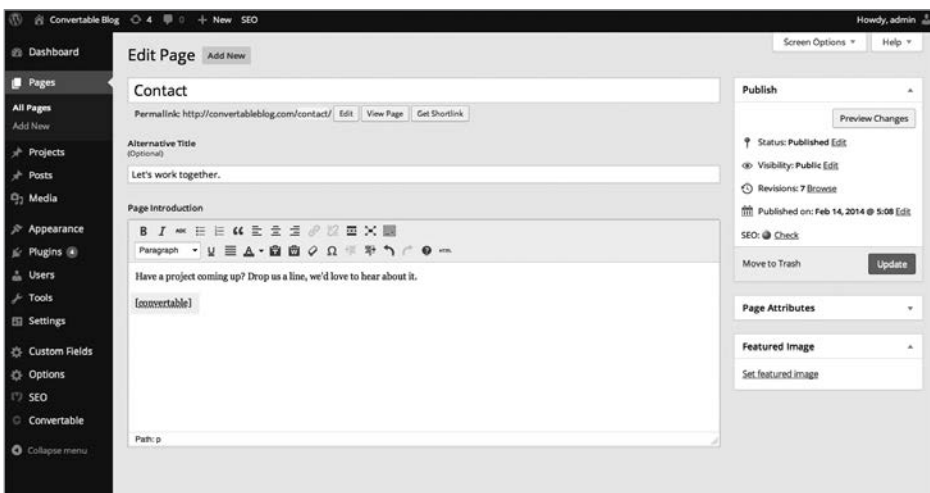 Convertable Blog 4 0 + New SEO Howdy, admin
Dashboard
Pages
All Pages
Add New
Projects
Posts
Media
Appearance
Plugins 4
Users
Tools
Settings
Custom Fields
Options
SEO
Convertable
Collapse menu
Screen Options Help
Edit Page Add New
Contact
Permalink: http://convertableblog.com/contact/ Edit View Page Get Shortlink
Alternative Title
(Optional)
Let's work together.
Page Introduction
B I ABC
Paragraph U A Ω HTML
Have a project coming up? Drop us a line, we'd love to hear about it.
[convertable]
Path: p
Publish
Preview Changes
Status: Published Edit
Visibility: Public Edit
Revisions: 7 Browse
Published on: Feb 14, 2014 @ 5:08 Edit
SEO: Check
Move to Trash Update
Page Attributes
Featured Image
Set featured image